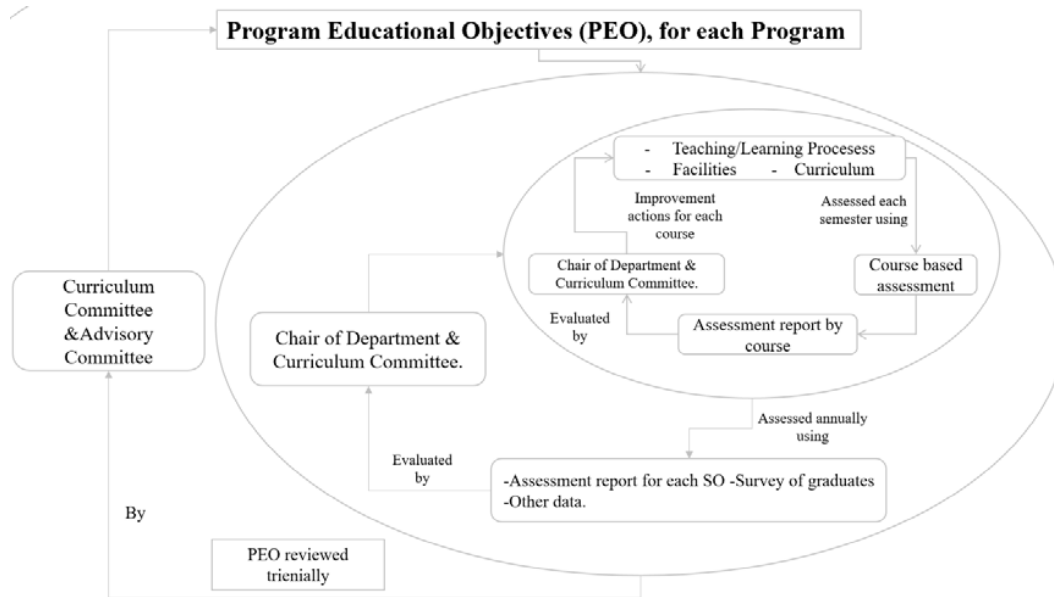 Program Educational Objectives (PEO), for each Program
- Teaching/Learning Procesess
- Facilities - Curriculum
Improvement
actions for each
course
Assessed each
semester using
Chair of Department &
Curriculum Committee.
Course based
assessment
Evaluated
by
Assessment report by
course
Curriculum
Committee
&Advisory
Committee
Chair of Department &
Curriculum Committee.
Assessed annually
using
Evaluated
by
-Assessment report for each SO -Survey of graduates
-Other data.
By
PEO reviewed
trienially